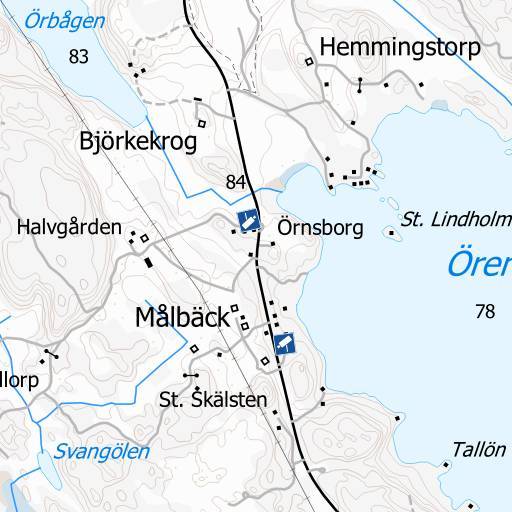 Örbågen
83
Hemmingstorp
Björkekrog
84
Halvgården
Örnsborg
St. Lindholm
Ören
78
Målbäck
llorp
St. Skälsten
Svangölen
Tallön